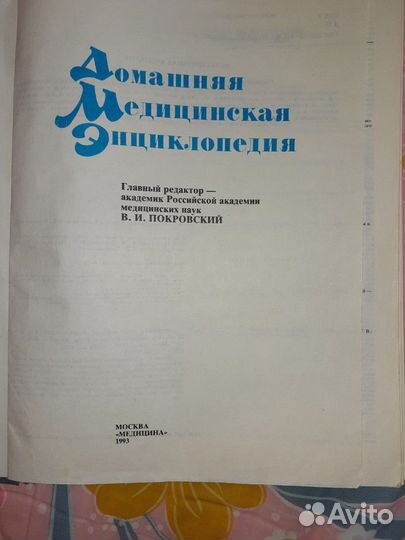 Домашняя
Медицинская
Энциклопедия
Главный редактор —
академик Российской академии
медицинских наук
В. И. ПОКРОВСКИЙ
МОСКВА
«МЕДИЦИНА»
1993
Avito